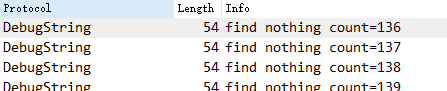 Protocol Length Info
DebugString 54 find nothing count=136
DebugString 54 find nothing count=137
DebugString 54 find nothing count=138
DebugString 54 find nothing count=139